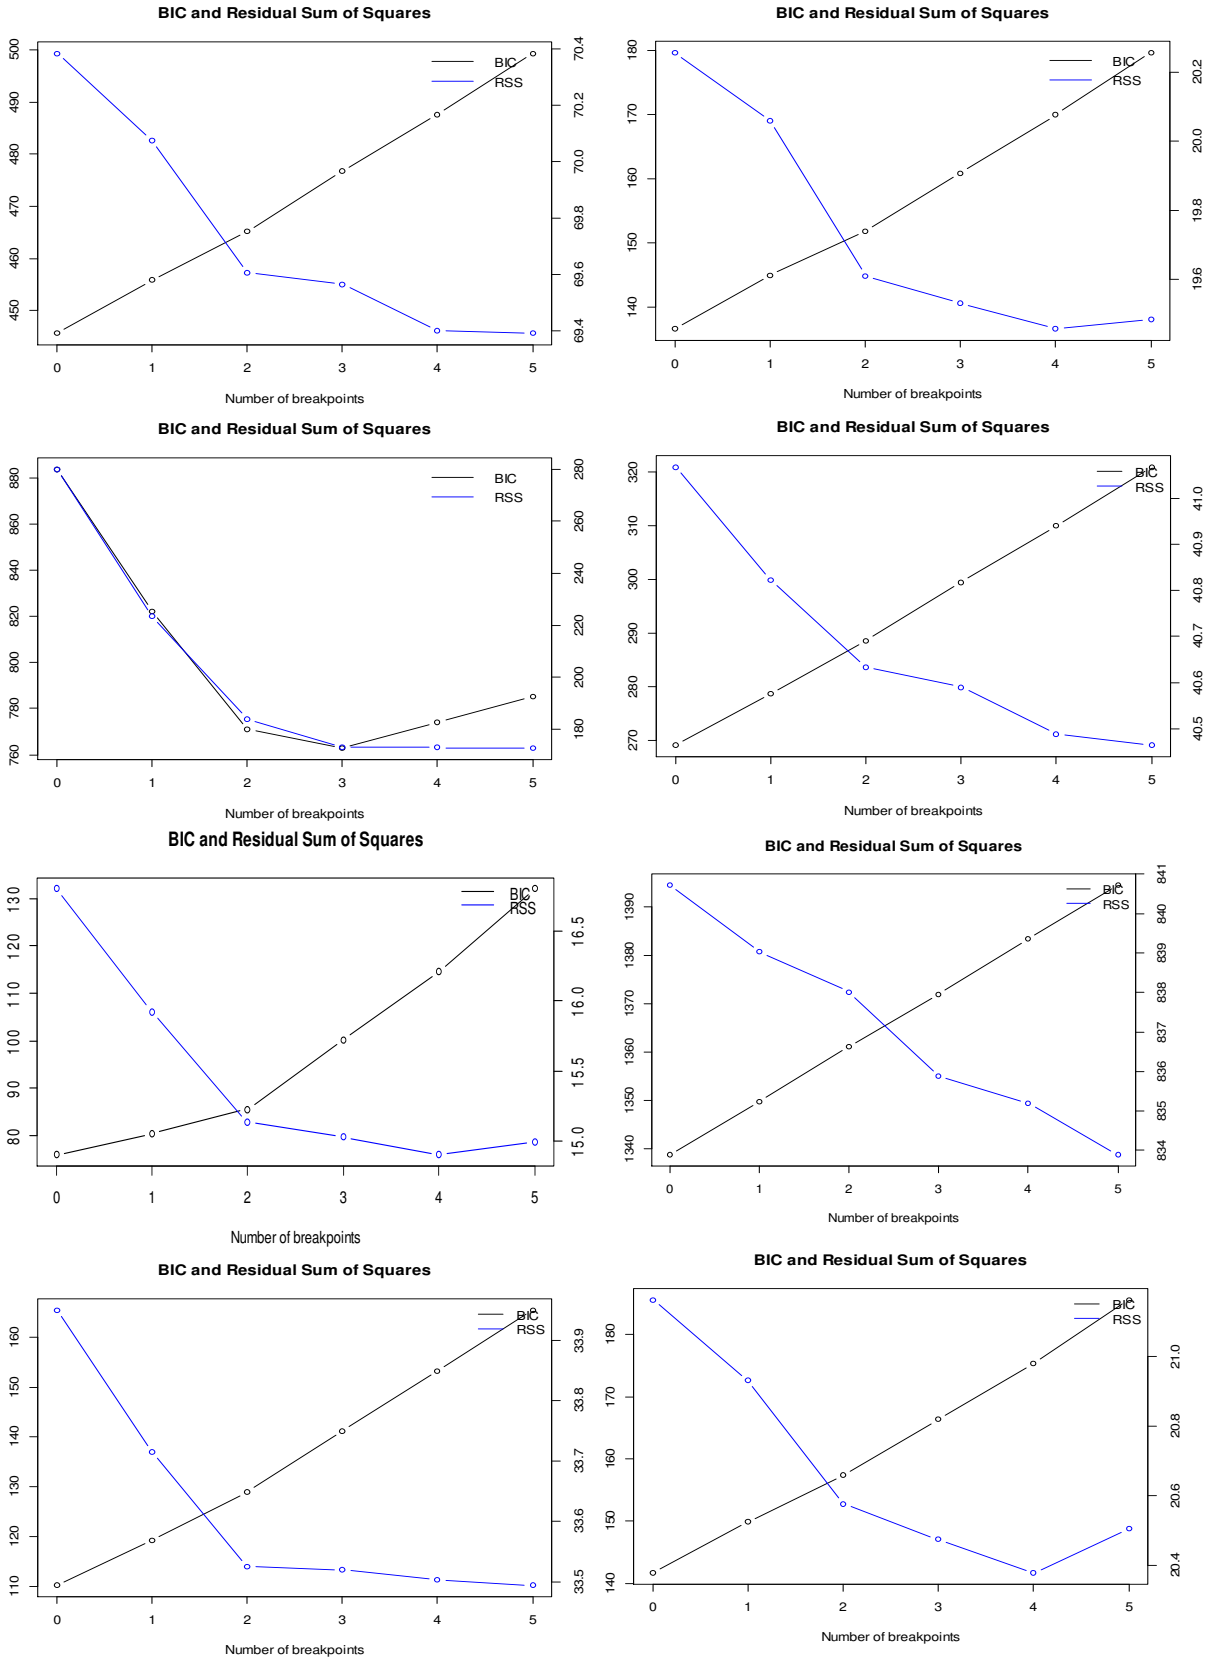 BIC and Residual Sum of Squares
BIC
RSS
500
490
480
470
460
450
70.4
70.2
70.0
69.8
69.6
69.4
0 1 2 3 4 5
Number of breakpoints
BIC and Residual Sum of Squares
BIC
RSS
180
170
160
150
140
20.2
20.0
19.8
19.6
0 1 2 3 4 5
Number of breakpoints
BIC and Residual Sum of Squares
BIC
RSS
880
860
840
820
800
780
760
280
260
240
220
200
180
0 1 2 3 4 5
Number of breakpoints
BIC and Residual Sum of Squares
BIC
RSS
320
310
300
290
280
270
41.0
40.9
40.8
40.7
40.6
40.5
0 1 2 3 4 5
Number of breakpoints
BIC and Residual Sum of Squares
BIC
RSS
130
120
110
100
90
80
16.5
16.0
15.5
15.0
0 1 2 3 4 5
Number of breakpoints
BIC and Residual Sum of Squares
BIC
RSS
1390
1380
1370
1360
1350
1340
841
840
839
838
837
836
835
834
0 1 2 3 4 5
Number of breakpoints
BIC and Residual Sum of Squares
BIC
RSS
160
150
140
130
120
110
33.9
33.8
33.7
33.6
33.5
0 1 2 3 4 5
Number of breakpoints
BIC and Residual Sum of Squares
BIC
RSS
180
170
160
150
140
21.0
20.8
20.6
20.4
0 1 2 3 4 5
Number of breakpoints